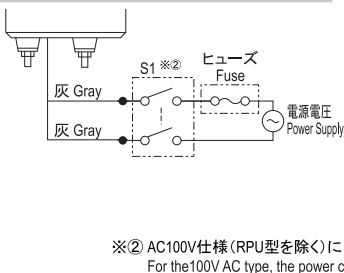 S1 ※②
ヒューズ
Fuse
灰 Gray
灰 Gray
電源電圧
Power Supply
※② AC100V仕様（RPU型を除く）に
For the100V AC type, the power c